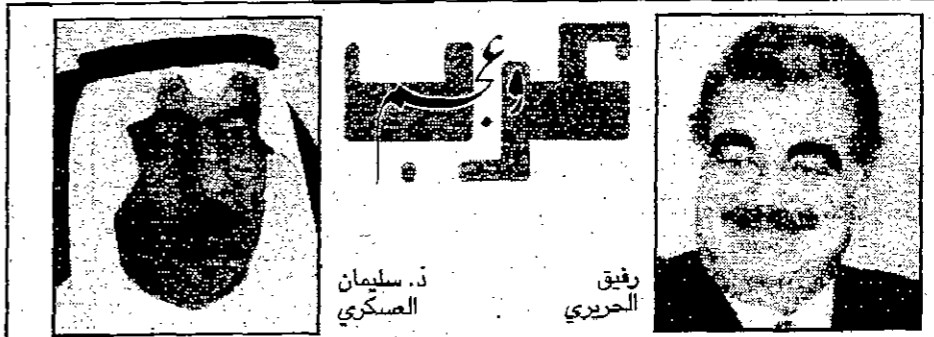 عرب
وعجم
رفيق
الحريري
د. سليمان
العسكري